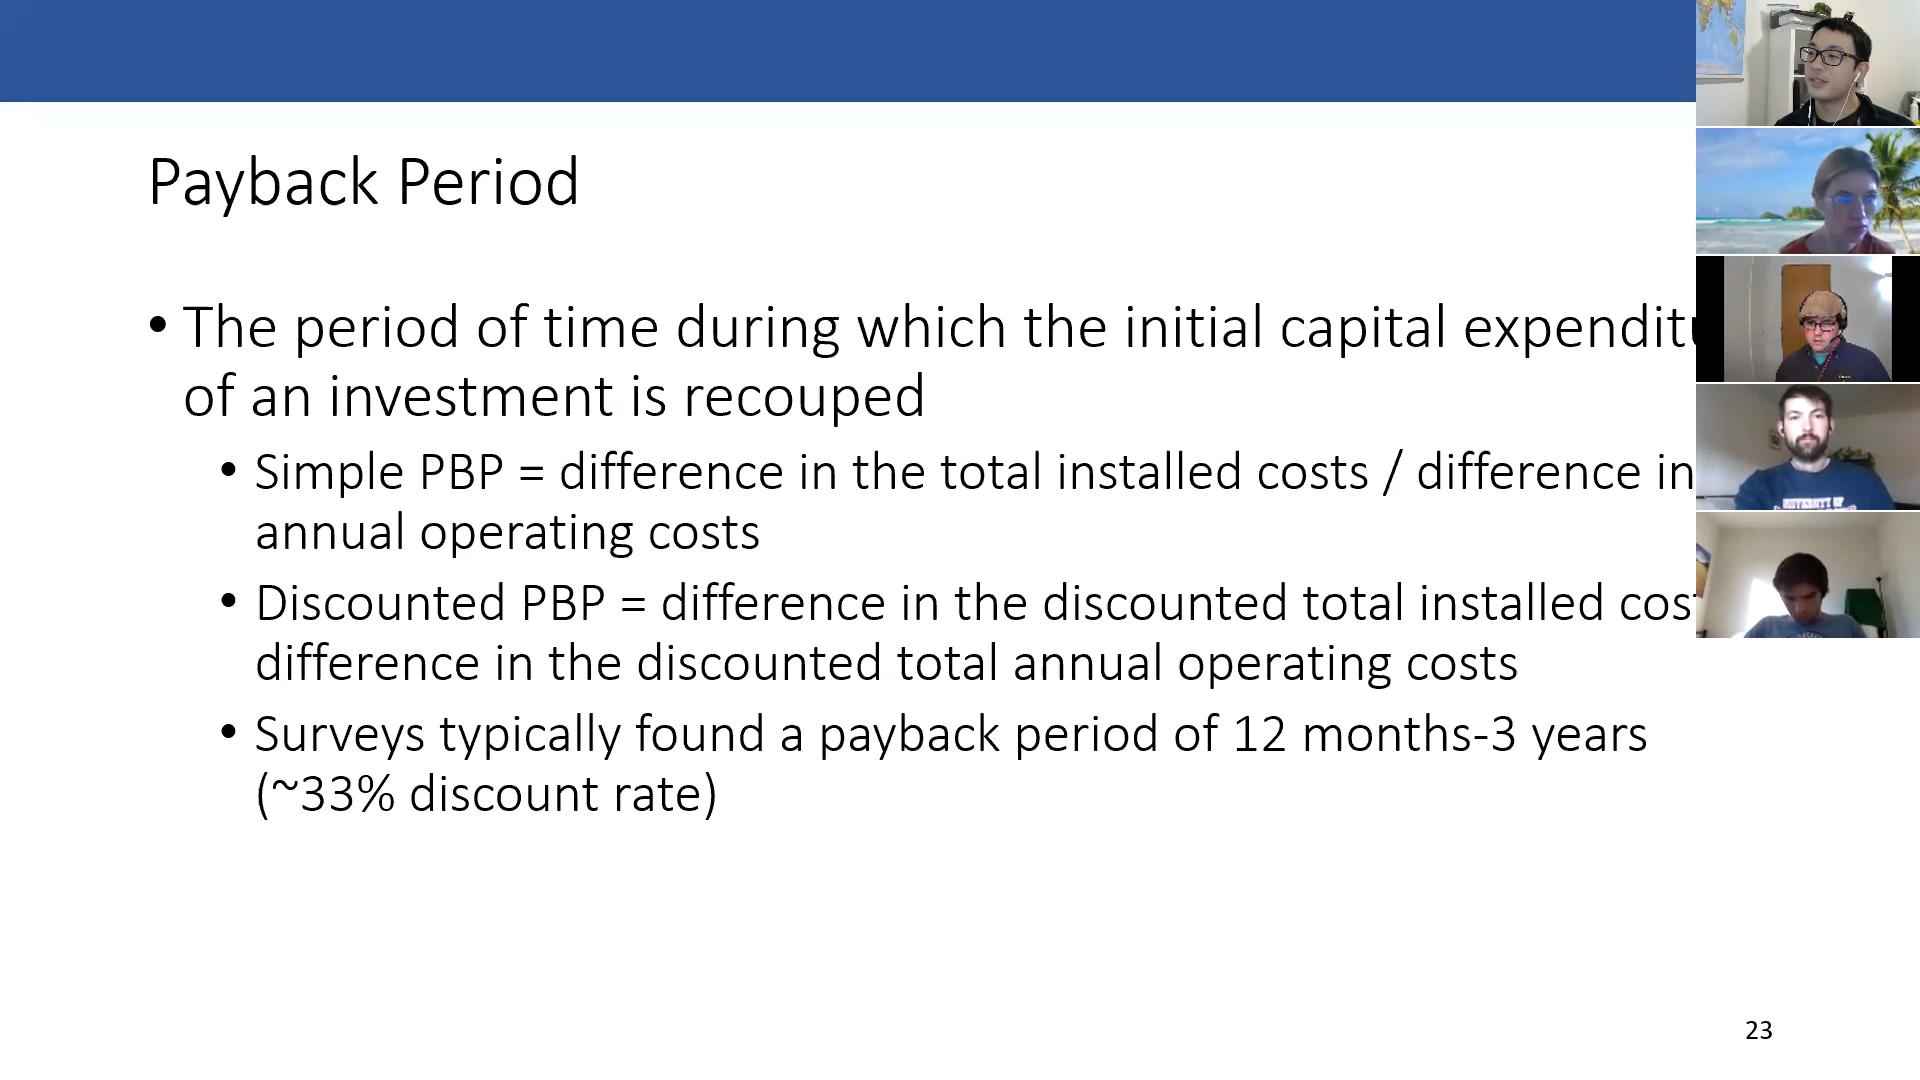 Payback Period
• The period of time during which the initial capital
of an investment is recouped
• Simple PBP = difference in the total installed costs / difference in
annual operating costs
• Discounted PBP = difference in the discounted total installed
difference in the discounted total annual operating costs
• Surveys typically found a payback period of 12 months-3 years
(~33% discount rate)
UNIVERSITY OF
23